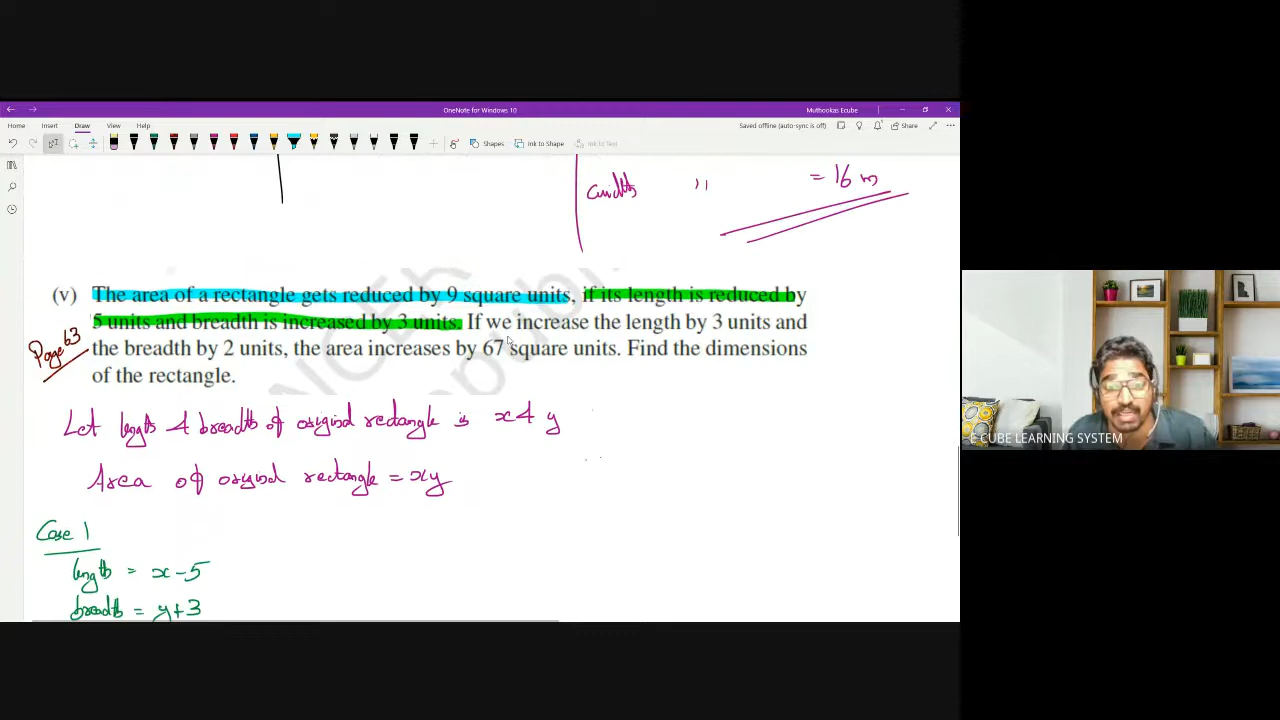 OneNote for Windows 10
Muthookas Ecube
Home Insert Draw View Help
Saved offline (auto-sync is off)
Share
Shapes
Ink to Shape
Ink to Text
width " = 16 m
(v) The area of a rectangle gets reduced by 9 square units, if its length is reduced by
5 units and breadth is increased by 3 units. If we increase the length by 3 units and
the breadth by 2 units, the area increases by 67 square units. Find the dimensions
of the rectangle.
Page 63
Let length & breadth of original rectangle is x & y
Area of original rectangle = xy
Case 1
length = x-5
breadth = y+3
E CUBE LEARNING SYSTEM